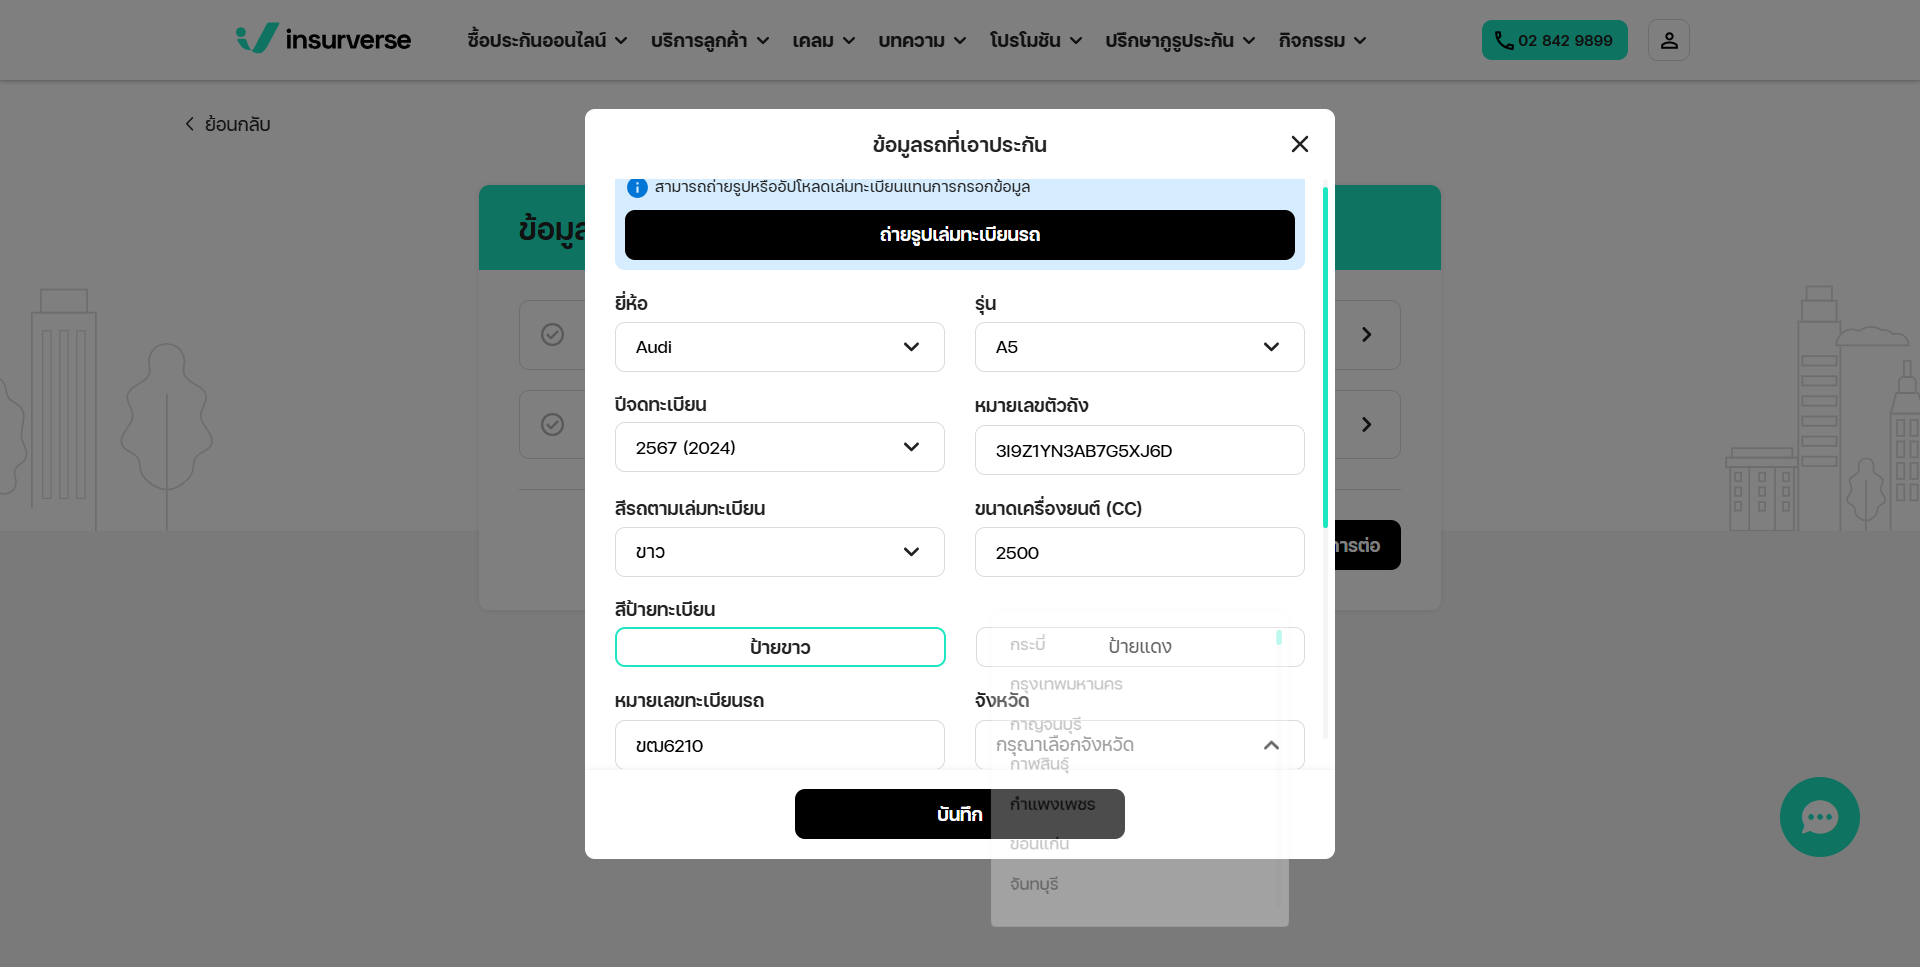 insurverse
ซื้อประกันออนไลน์ บริการลูกค้า เคลม บทความ โปรโมชัน ปรึกษากูรูประกัน กิจกรรม
02 842 9899
ย้อนกลับ
ข้อมูลรถที่เอาประกัน
สามารถถ่ายรูปหรืออัปโหลดเล่มทะเบียนแทนการกรอกข้อมูล
ถ่ายรูปเล่มทะเบียนรถ
ยี่ห้อ
รุ่น
Audi
A5
ปีจดทะเบียน
หมายเลขตัวถัง
2567 (2024)
3I9Z1YN3AB7G5XJ6D
สีรถตามเล่มทะเบียน
ขนาดเครื่องยนต์ (CC)
ขาว
2500
สีป้ายทะเบียน
ป้ายขาว
ป้ายแดง
หมายเลขทะเบียนรถ
จังหวัด
ขฒ6210
กรุณาเลือกจังหวัด
กระบี่
กรุงเทพมหานคร
กาญจนบุรี
กาฬสินธุ์
กำแพงเพชร
ขอนแก่น
จันทบุรี
บันทึก